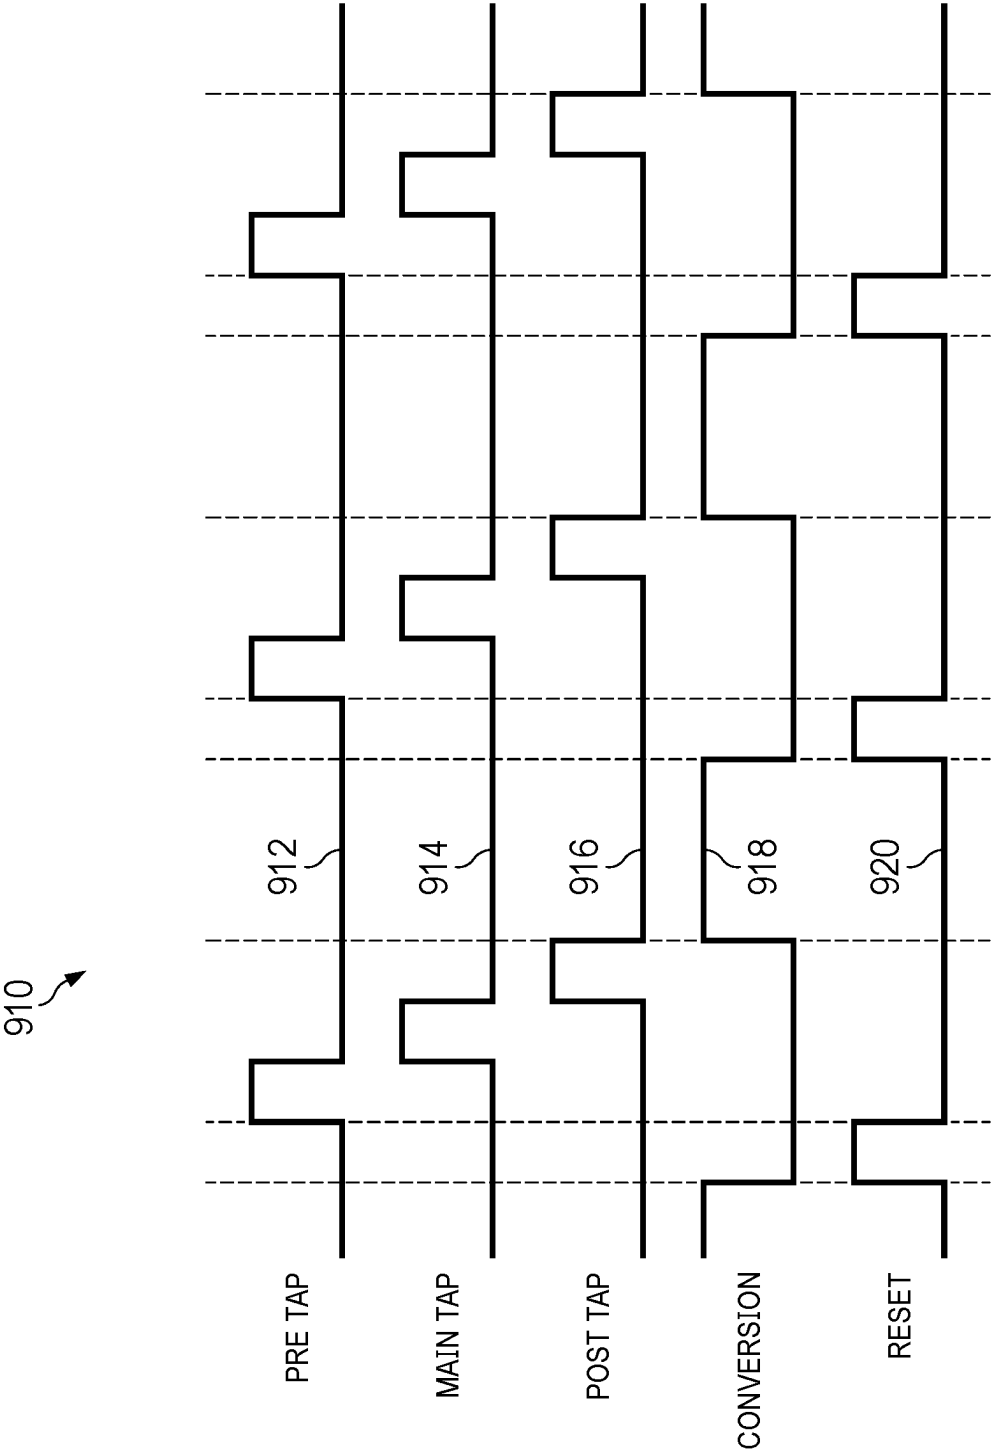 910
PRE TAP
912
MAIN TAP
914
POST TAP
916
CONVERSION
918
RESET
920